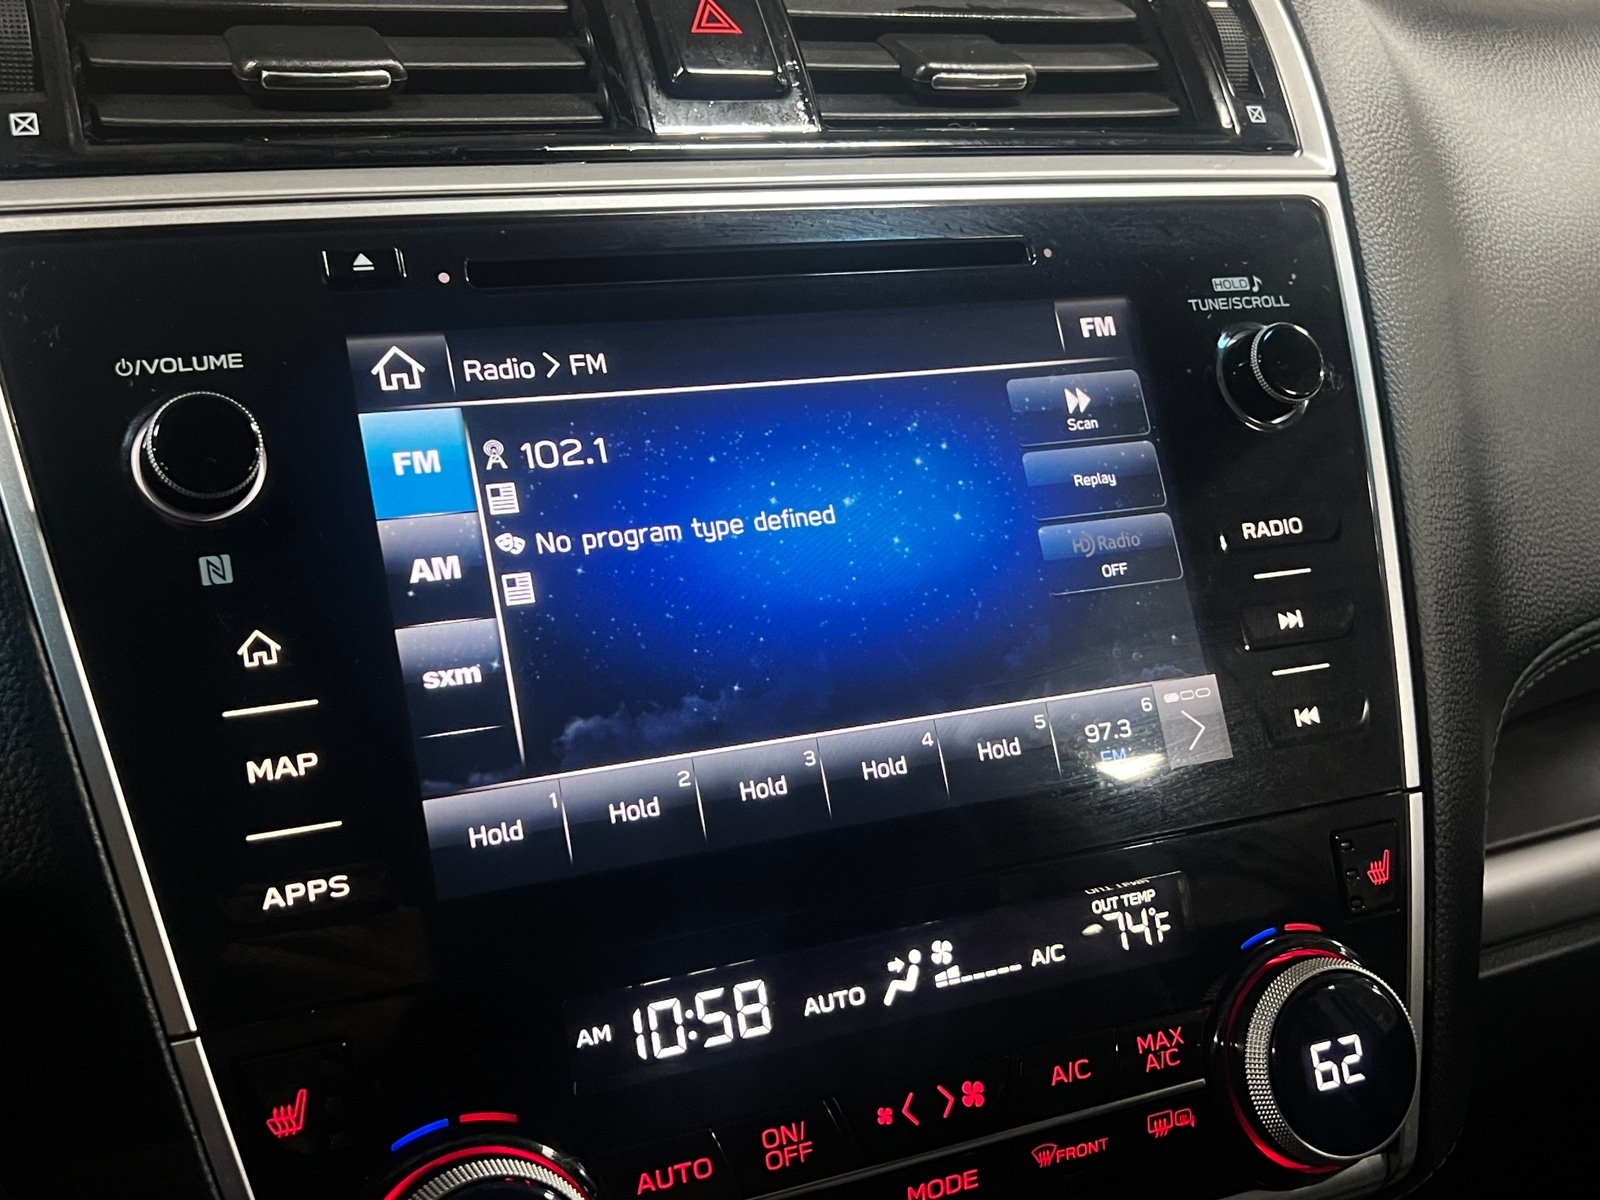 HOLD
TUNE/SCROLL
/VOLUME
Radio > FM
FM
FM
102.1
Scan
Replay
No program type defined
AM
HD Radio
OFF
RADIO
sxm
N
MAP
Hold 1
Hold 2
Hold 3
Hold 4
Hold 5
97.3 6
FM
APPS
OUT TEMP
74°F
AM 10:58
AUTO
A/C
62
AUTO
ON/
OFF
A/C
MAX
A/C
MODE
FRONT
R